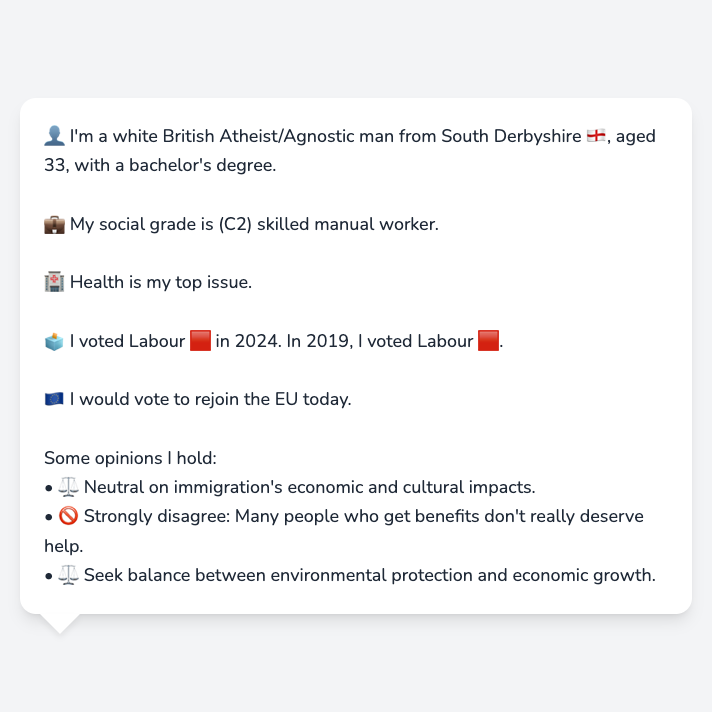 👤 I'm a white British Atheist/Agnostic man from South Derbyshire 🏴󠁧󠁢󠁥󠁮󠁧󠁿, aged
33, with a bachelor's degree.
💼 My social grade is (C2) skilled manual worker.
🏥 Health is my top issue.
🗳️ I voted Labour 🟥 in 2024. In 2019, I voted Labour 🟥.
🇪🇺 I would vote to rejoin the EU today.
Some opinions I hold:
• ⚖️ Neutral on immigration's economic and cultural impacts.
• 🚫 Strongly disagree: Many people who get benefits don't really deserve
help.
• ⚖️ Seek balance between environmental protection and economic growth.